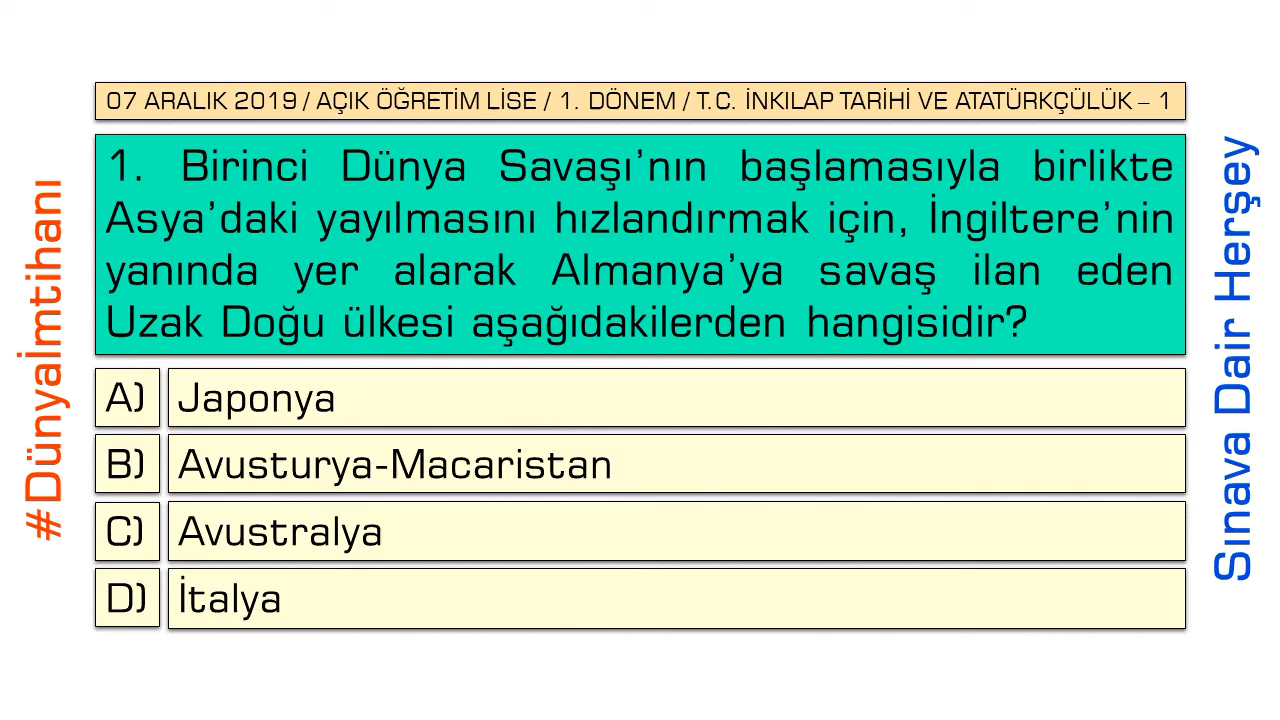 07 ARALIK 2019 / AÇIK ÖĞRETİM LİSE / 1. DÖNEM / T.C. İNKILAP TARİHİ VE ATATÜRKÇÜLÜK – 1
1. Birinci Dünya Savaşı’nın başlamasıyla birlikte
Asya’daki yayılmasını hızlandırmak için, İngiltere’nin
yanında yer alarak Almanya’ya savaş ilan eden
Uzak Doğu ülkesi aşağıdakilerden hangisidir?
A) Japonya
B) Avusturya-Macaristan
C) Avustralya
D) İtalya
#Dünyaİmtihanı
Sınava Dair Herşey